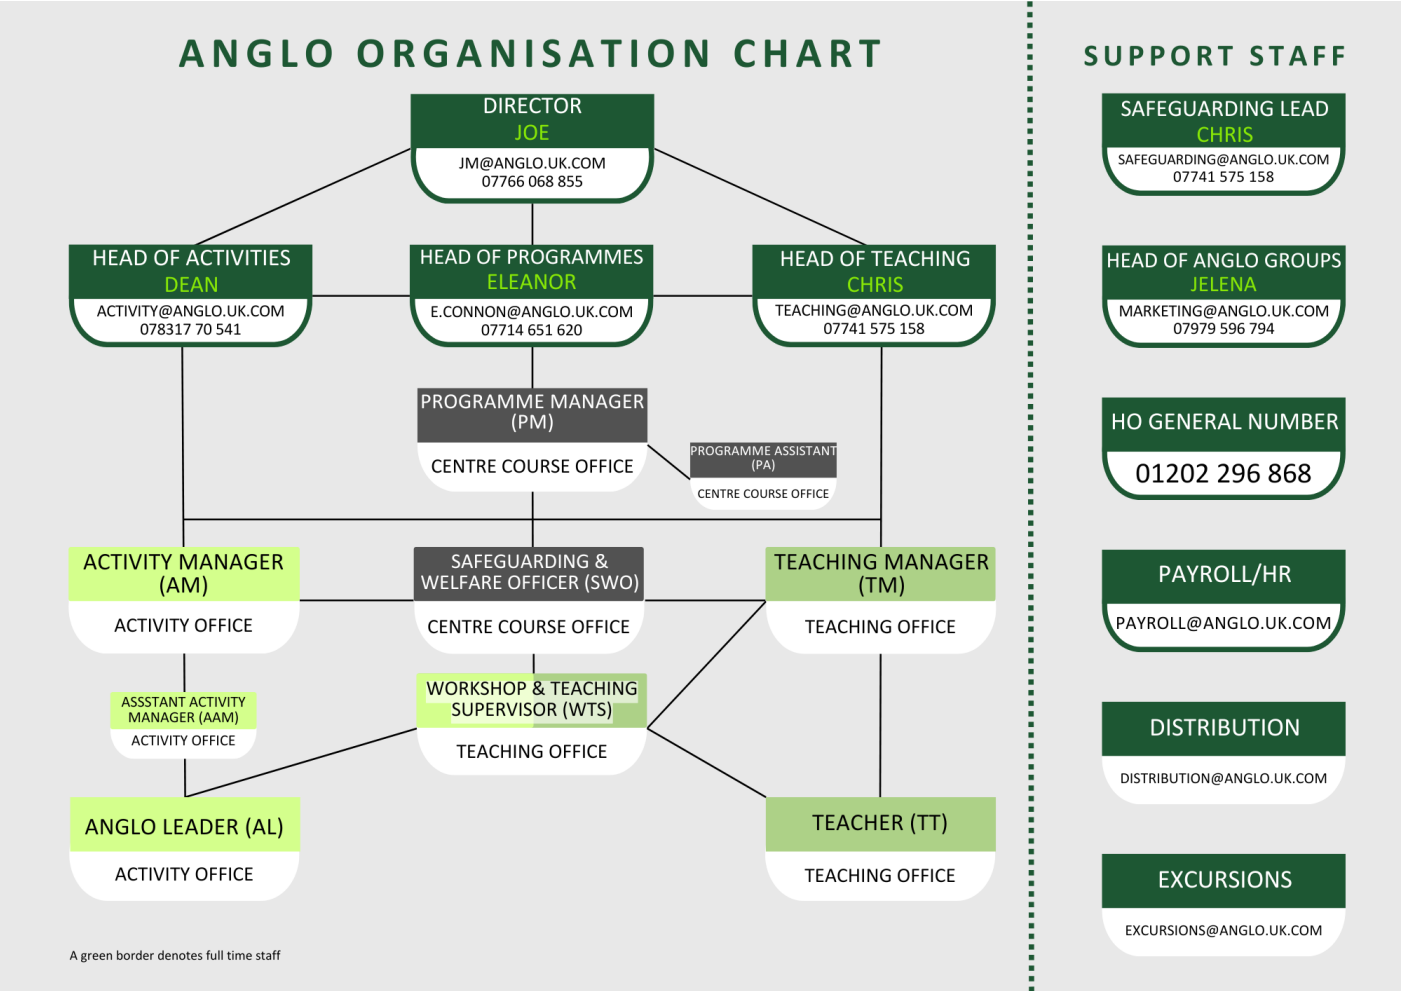 ANGLO ORGANISATION CHART
DIRECTOR
JOE
JM@ANGLO.UK.COM
07766 068 855
HEAD OF ACTIVITIES
DEAN
ACTIVITY@ANGLO.UK.COM
078317 70 541
HEAD OF PROGRAMMES
ELEANOR
E.CONNON@ANGLO.UK.COM
07714 651 620
HEAD OF TEACHING
CHRIS
TEACHING@ANGLO.UK.COM
07741 575 158
PROGRAMME MANAGER
(PM)
CENTRE COURSE OFFICE
PROGRAMME ASSISTANT
(PA)
CENTRE COURSE OFFICE
ACTIVITY MANAGER
(AM)
ACTIVITY OFFICE
SAFEGUARDING &
WELFARE OFFICER (SWO)
CENTRE COURSE OFFICE
TEACHING MANAGER
(TM)
TEACHING OFFICE
ASSSTANT ACTIVITY
MANAGER (AAM)
ACTIVITY OFFICE
WORKSHOP & TEACHING
SUPERVISOR (WTS)
TEACHING OFFICE
ANGLO LEADER (AL)
ACTIVITY OFFICE
TEACHER (TT)
TEACHING OFFICE
A green border denotes full time staff
SUPPORT STAFF
SAFEGUARDING LEAD
CHRIS
SAFEGUARDING@ANGLO.UK.COM
07741 575 158
HEAD OF ANGLO GROUPS
JELENA
MARKETING@ANGLO.UK.COM
07979 596 794
HO GENERAL NUMBER
01202 296 868
PAYROLL/HR
PAYROLL@ANGLO.UK.COM
DISTRIBUTION
DISTRIBUTION@ANGLO.UK.COM
EXCURSIONS
EXCURSIONS@ANGLO.UK.COM